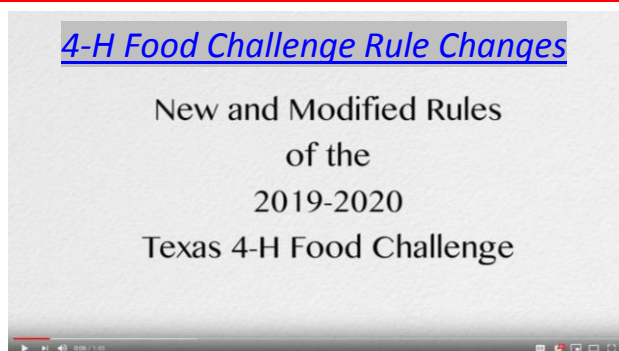 4-H Food Challenge Rule Changes
New and Modified Rules
of the
2019-2020
Texas 4-H Food Challenge